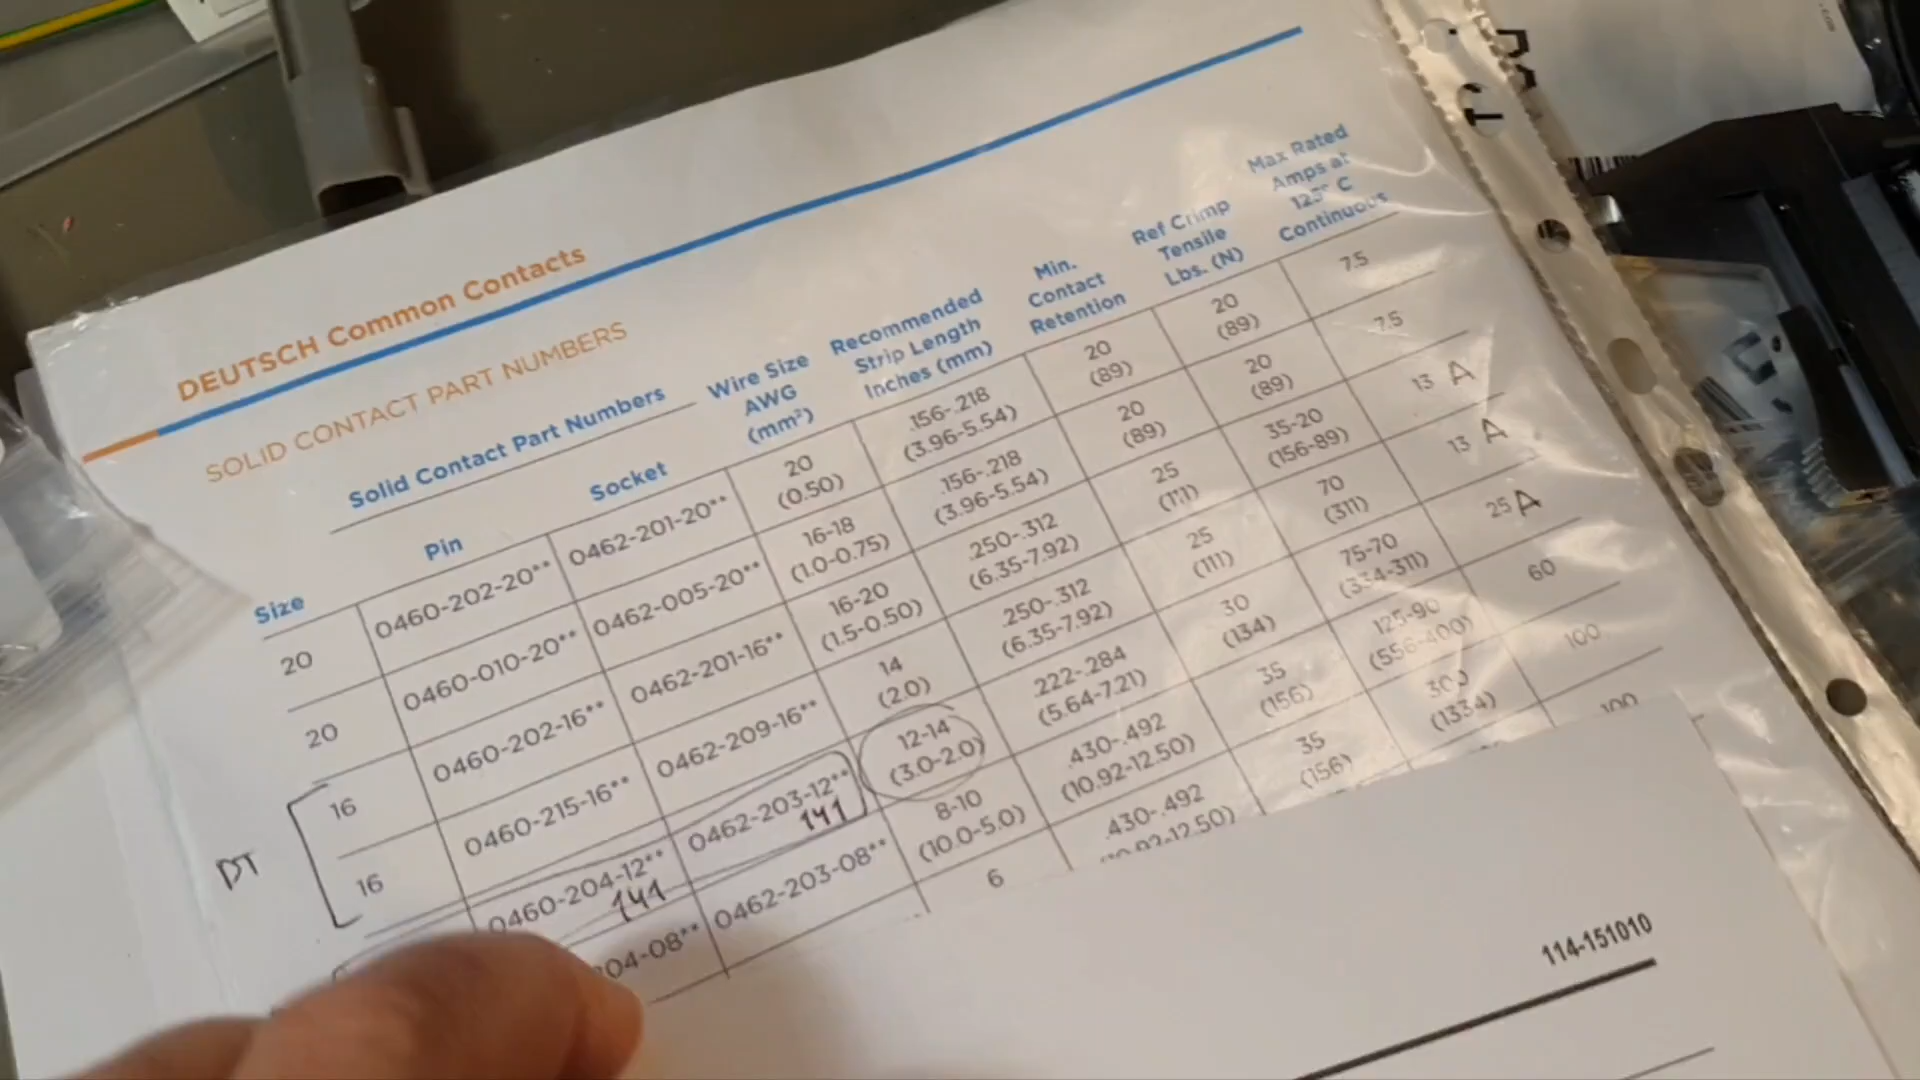 DEUTSCH Common Contacts
SOLID CONTACT PART NUMBERS
Solid Contact Part Numbers
Size
Pin
Socket
Wire Size
AWG
(mm²)
Recommended
Strip Length
Inches (mm)
Min.
Contact
Retention
Ref Crimp
Tensile
Lbs. (N)
Max Rated
Amps at
125° C
Continuous
20 0460-202-20** 0462-201-20** 20 (0.50) .156-.218 (3.96-5.54) 20 (89) 20 (89) 7.5
20 0460-010-20** 0462-005-20** 16-18 (1.0-0.75) .156-.218 (3.96-5.54) 20 (89) 20 (89) 7.5
16 0460-202-16** 0462-201-16** 16-20 (1.5-0.50) .250-.312 (6.35-7.92) 25 (111) 35-20 (156-89) 13 A
DT
16 0460-215-16** 0462-209-16** 14 (2.0) .250-.312 (6.35-7.92) 25 (111) 70 (311) 13 A
0460-204-12** 0462-203-12** 12-14 (3.0-2.0) .222-.284 (5.64-7.21) 30 (134) 75-70 (334-311) 25 A
141 141
04-08** 0462-203-08** 8-10 (10.0-5.0) .430-.492 (10.92-12.50) 35 (156) 125-90 (556-400) 60
6 .430-.492 35 (156) 300 (1334) 100
100
114-151010